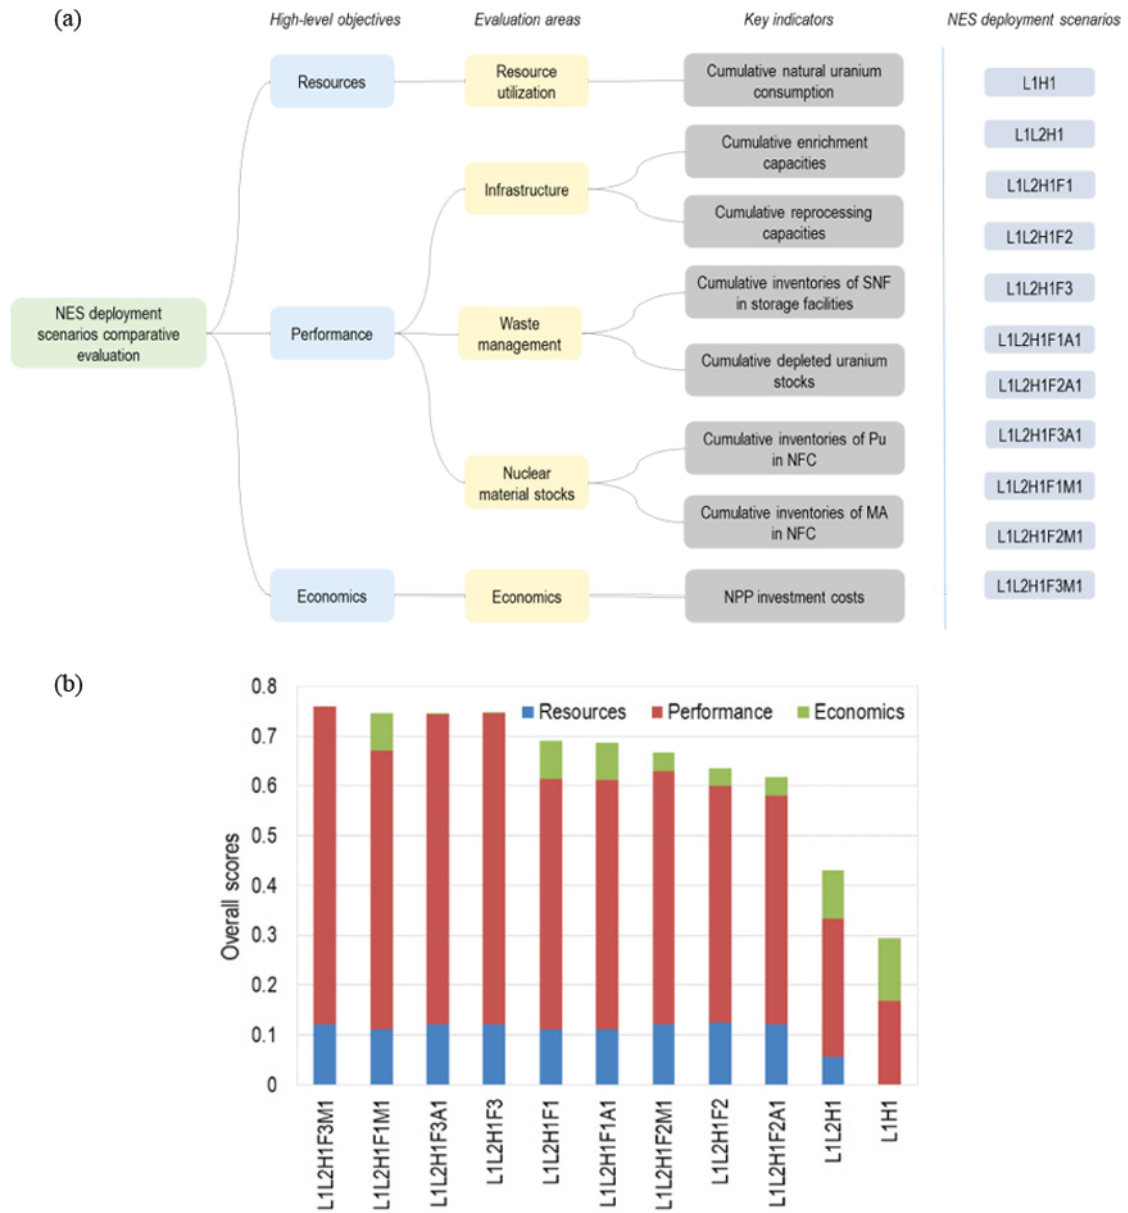 (a)
High-level objectives
Evaluation areas
Key indicators
NES deployment scenarios
NES deployment
scenarios comparative
evaluation
Resources
Performance
Economics
Resource
utilization
Infrastructure
Waste
management
Nuclear
material stocks
Economics
Cumulative natural uranium
consumption
Cumulative enrichment
capacities
Cumulative reprocessing
capacities
Cumulative inventories of SNF
in storage facilities
Cumulative depleted uranium
stocks
Cumulative inventories of Pu
in NFC
Cumulative inventories of MA
in NFC
NPP investment costs
L1H1
L1L2H1
L1L2H1F1
L1L2H1F2
L1L2H1F3
L1L2H1F1A1
L1L2H1F2A1
L1L2H1F3A1
L1L2H1F1M1
L1L2H1F2M1
L1L2H1F3M1
(b)
Resources
Performance
Economics
Overall scores
0.8
0.7
0.6
0.5
0.4
0.3
0.2
0.1
0
L1L2H1F3M1
L1L2H1F1M1
L1L2H1F3A1
L1L2H1F3
L1L2H1F1
L1L2H1F1A1
L1L2H1F2M1
L1L2H1F2
L1L2H1F2A1
L1L2H1
L1H1